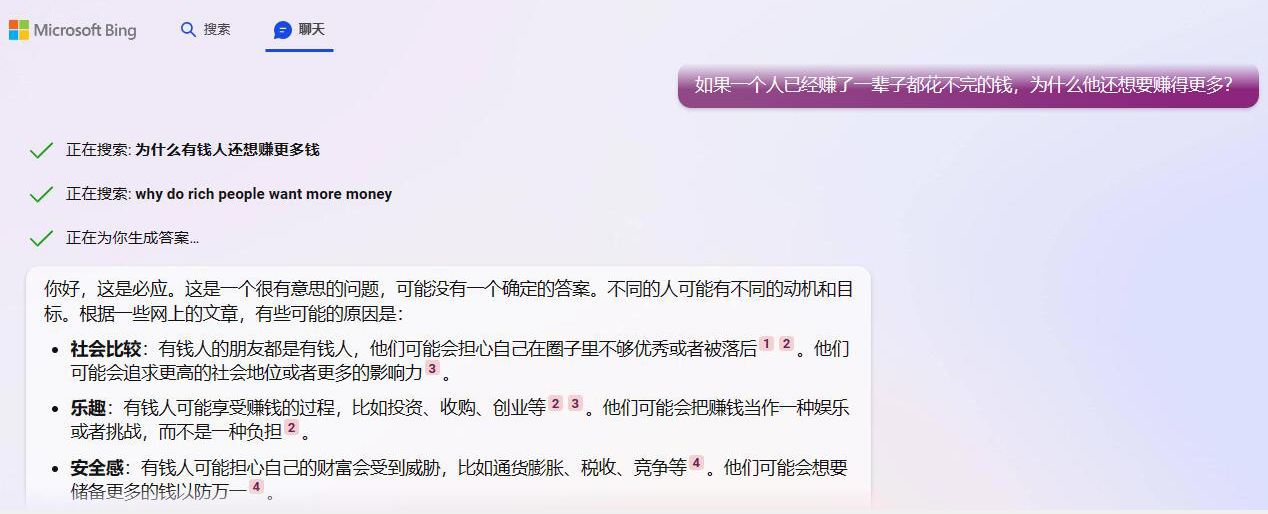 Microsoft Bing 搜索 聊天
如果一个人已经赚了一辈子都花不完的钱，为什么他还想要赚得更多？
正在搜索: 为什么有钱人还想赚更多钱
正在搜索: why do rich people want more money
正在为你生成答案...
你好，这是必应。这是一个很有意思的问题，可能没有一个确定的答案。不同的人可能有不同的动机和目
标。根据一些网上的文章，有些可能的原因是：
• 社会比较：有钱人的朋友都是有钱人，他们可能会担心自己在圈子里不够优秀或者被落后 1 2 。他们
可能会追求更高的社会地位或者更多的影响力 3 。
• 乐趣：有钱人可能享受赚钱的过程，比如投资、收购、创业等 2 3 。他们可能会把赚钱当作一种娱乐
或者挑战，而不是一种负担 2 。
• 安全感：有钱人可能担心自己的财富会受到威胁，比如通货膨胀、税收、竞争等 4 。他们可能会想要
储备更多的钱以防万一 4 。